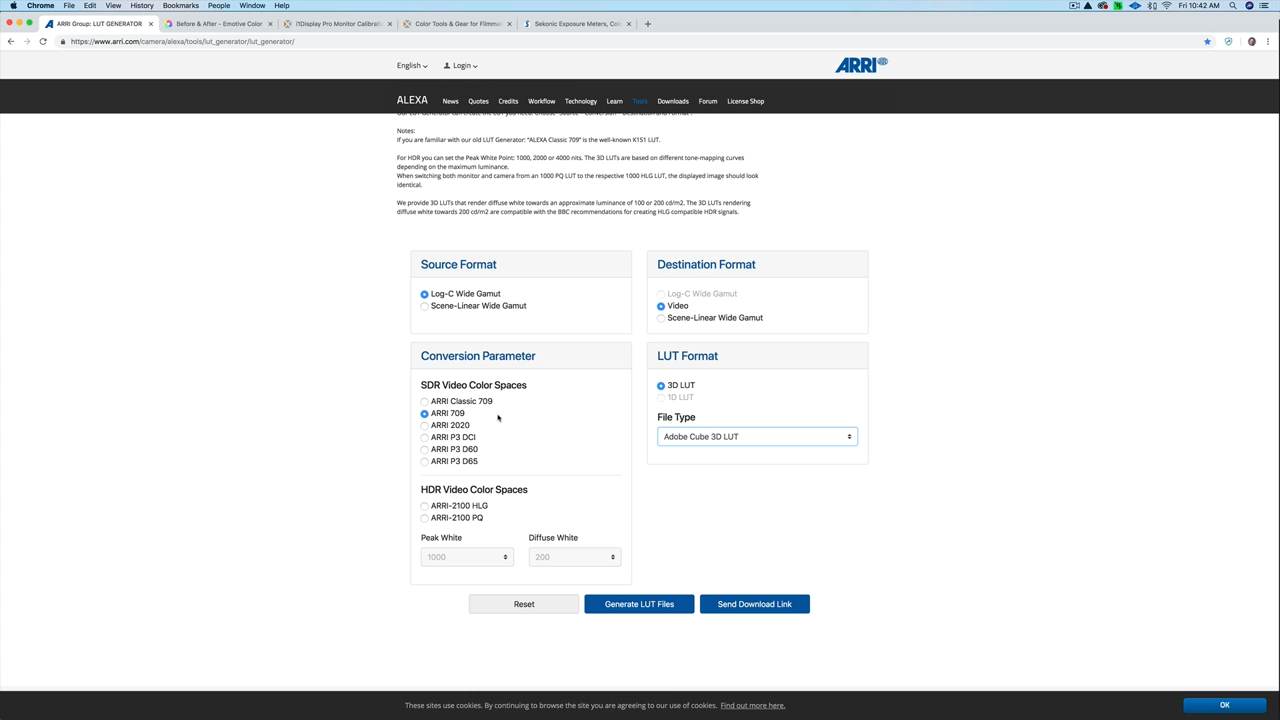 Chrome File Edit View History Bookmarks People Window Help
Fri 10:42 AM
ARRI Group: LUT GENERATOR
Before & After - Emotive Color
i1Display Pro Monitor Calibrati
Color Tools & Gear for Filmma
Sekonic Exposure Meters, Colo
https://www.arri.com/camera/alexa/tools/lut_generator/lut_generator/
English
Login
ARRI
ALEXA News Quotes Credits Workflow Technology Learn Tools Downloads Forum License Shop
Notes:
If you are familiar with our old LUT Generator: "ALEXA Classic 709" is the well-known K1S1 LUT.
For HDR you can set the Peak White Point: 1000, 2000 or 4000 nits. The 3D LUTs are based on different tone-mapping curves
depending on the maximum luminance.
When switching both monitor and camera from an 1000 PQ LUT to the respective 1000 HLG LUT, the displayed image should look
identical.
We provide 3D LUTs that render diffuse white towards an approximate luminance of 100 or 200 cd/m2. The 3D LUTs rendering
diffuse white towards 200 cd/m2 are compatible with the BBC recommendations for creating HLG compatible HDR signals.
Source Format
Log-C Wide Gamut
Scene-Linear Wide Gamut
Destination Format
Log-C Wide Gamut
Video
Scene-Linear Wide Gamut
Conversion Parameter
SDR Video Color Spaces
ARRI Classic 709
ARRI 709
ARRI 2020
ARRI P3 DCI
ARRI P3 D60
ARRI P3 D65
HDR Video Color Spaces
ARRI-2100 HLG
ARRI-2100 PQ
Peak White
Diffuse White
1000
200
LUT Format
3D LUT
1D LUT
File Type
Adobe Cube 3D LUT
Reset
Generate LUT Files
Send Download Link
These sites use cookies. By continuing to browse the site you are agreeing to our use of cookies. Find out more here.
OK